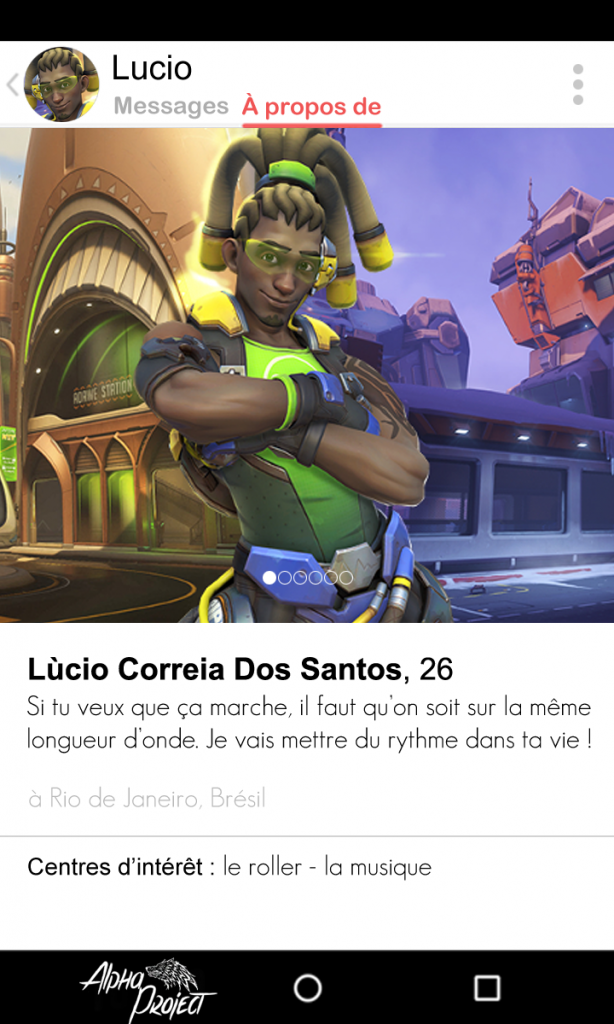 Lucio
Messages À propos de
Lùcio Correia Dos Santos, 26
Si tu veux que ça marche, il faut qu'on soit sur la même
longueur d'onde. Je vais mettre du rythme dans ta vie !
à Rio de Janeiro, Brésil
Centres d'intérêt : le roller - la musique
Alpha
Project